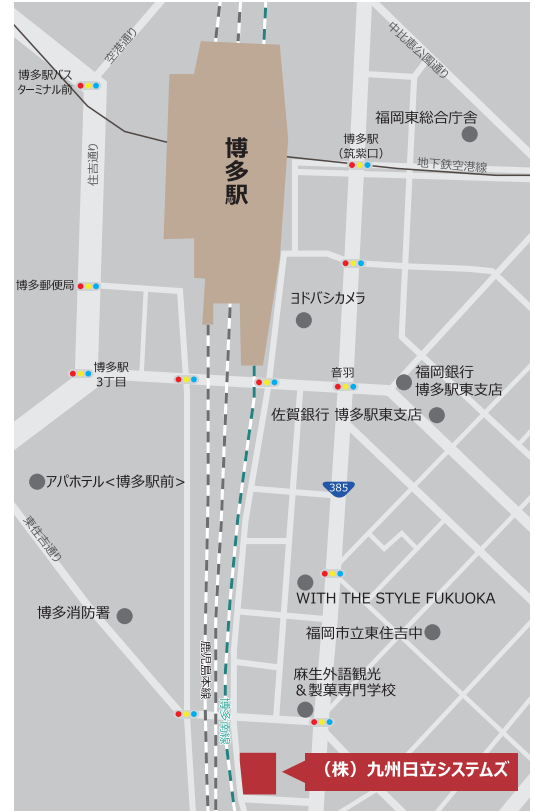 空港通り
中比恵公園通り
博多駅バス
ターミナル前
福岡東総合庁舎
博多駅
博多駅
（筑紫口）
地下鉄空港線
住吉通り
博多郵便局
ヨドバシカメラ
博多駅
3丁目
音羽
福岡銀行
博多駅東支店
佐賀銀行 博多駅東支店
アパホテル<博多駅前>
385
東住吉通り
WITH THE STYLE FUKUOKA
博多消防署
福岡市立東住吉中
鹿児島本線
麻生外語観光
＆製菓専門学校
博多南線
（株）九州日立システムズ